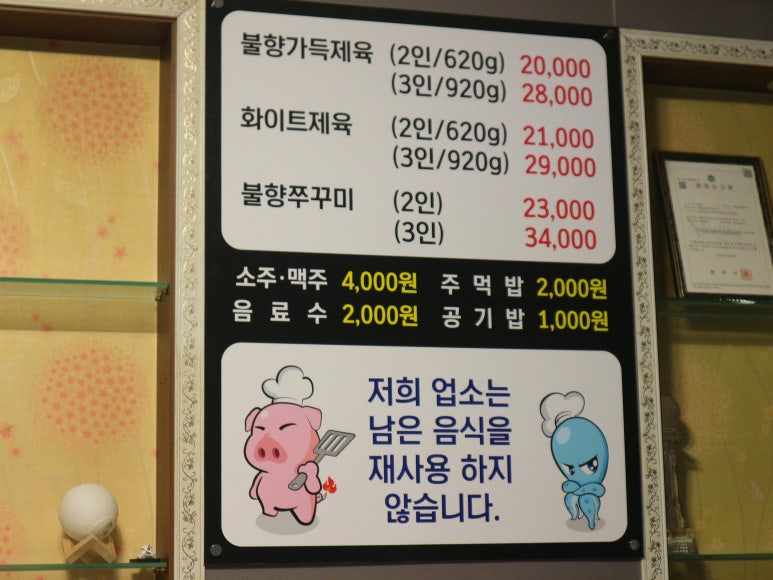 불향가득제육 (2인/620g) 20,000
(3인/920g) 28,000
화이트제육 (2인/620g) 21,000
(3인/920g) 29,000
불향쭈꾸미 (2인) 23,000
(3인) 34,000
소주·맥주 4,000원 주먹밥 2,000원
음료수 2,000원 공기밥 1,000원
저희 업소는
남은 음식을
재사용 하지
않습니다.